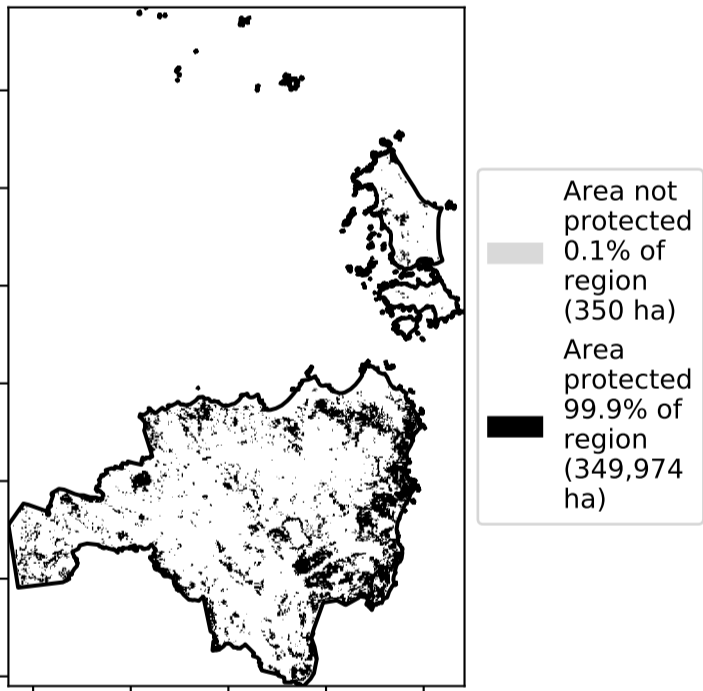 Area not
protected
0.1% of
region
(350 ha)
Area
protected
99.9% of
region
(349,974
ha)